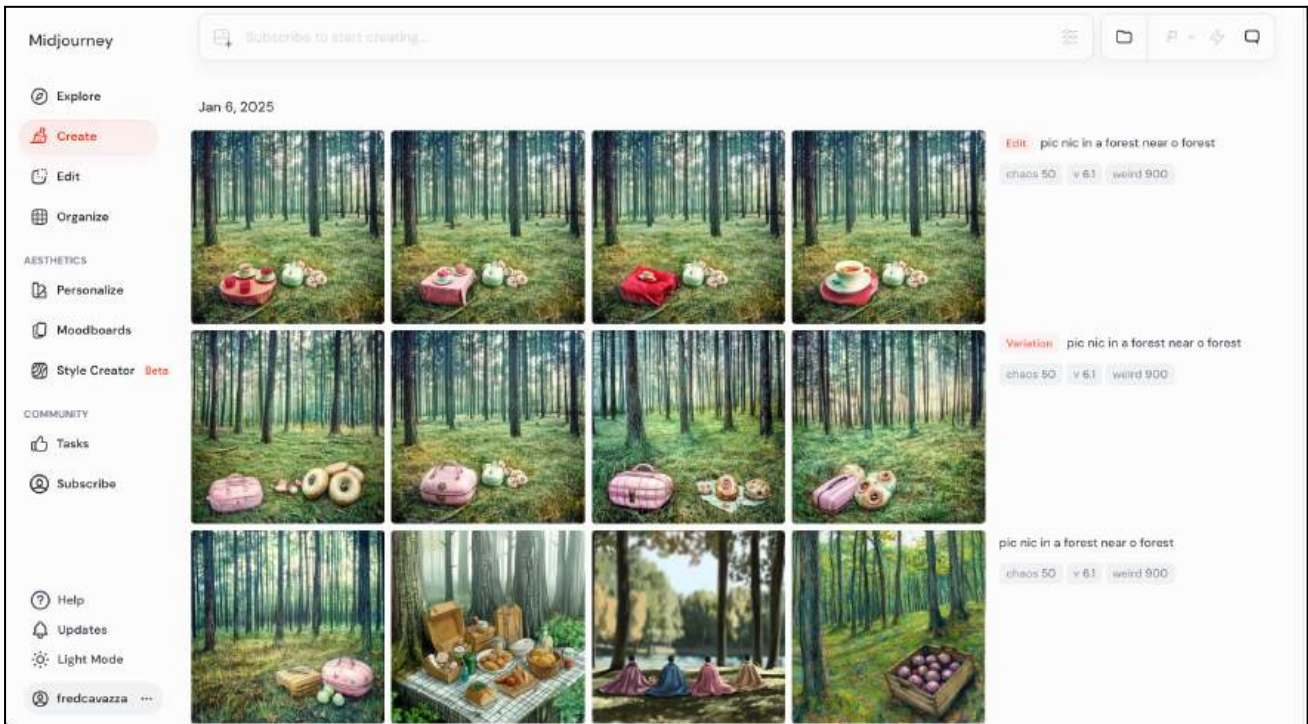 Midjourney
Subscribe to start creating...
Explore
Create
Edit
Organize
AESTHETICS
Personalize
Moodboards
Style Creator Beta
COMMUNITY
Tasks
Subscribe
Help
Updates
Light Mode
fredcavazza
Jan 6, 2025
Edit pic nic in a forest near o forest
chaos 50 v 6.1 weird 900
Variation pic nic in a forest near o forest
chaos 50 v 6.1 weird 900
pic nic in a forest near o forest
chaos 50 v 6.1 weird 900